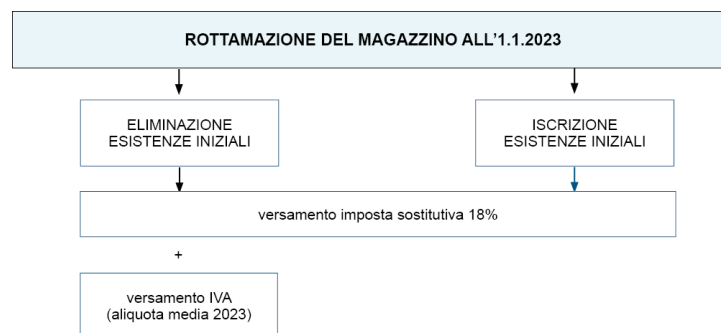 ROTTAMAZIONE DEL MAGAZZINO ALL'1.1.2023
ELIMINAZIONE
ESISTENZE INIZIALI
ISCRIZIONE
ESISTENZE INIZIALI
versamento imposta sostitutiva 18%
+
versamento IVA
(aliquota media 2023)